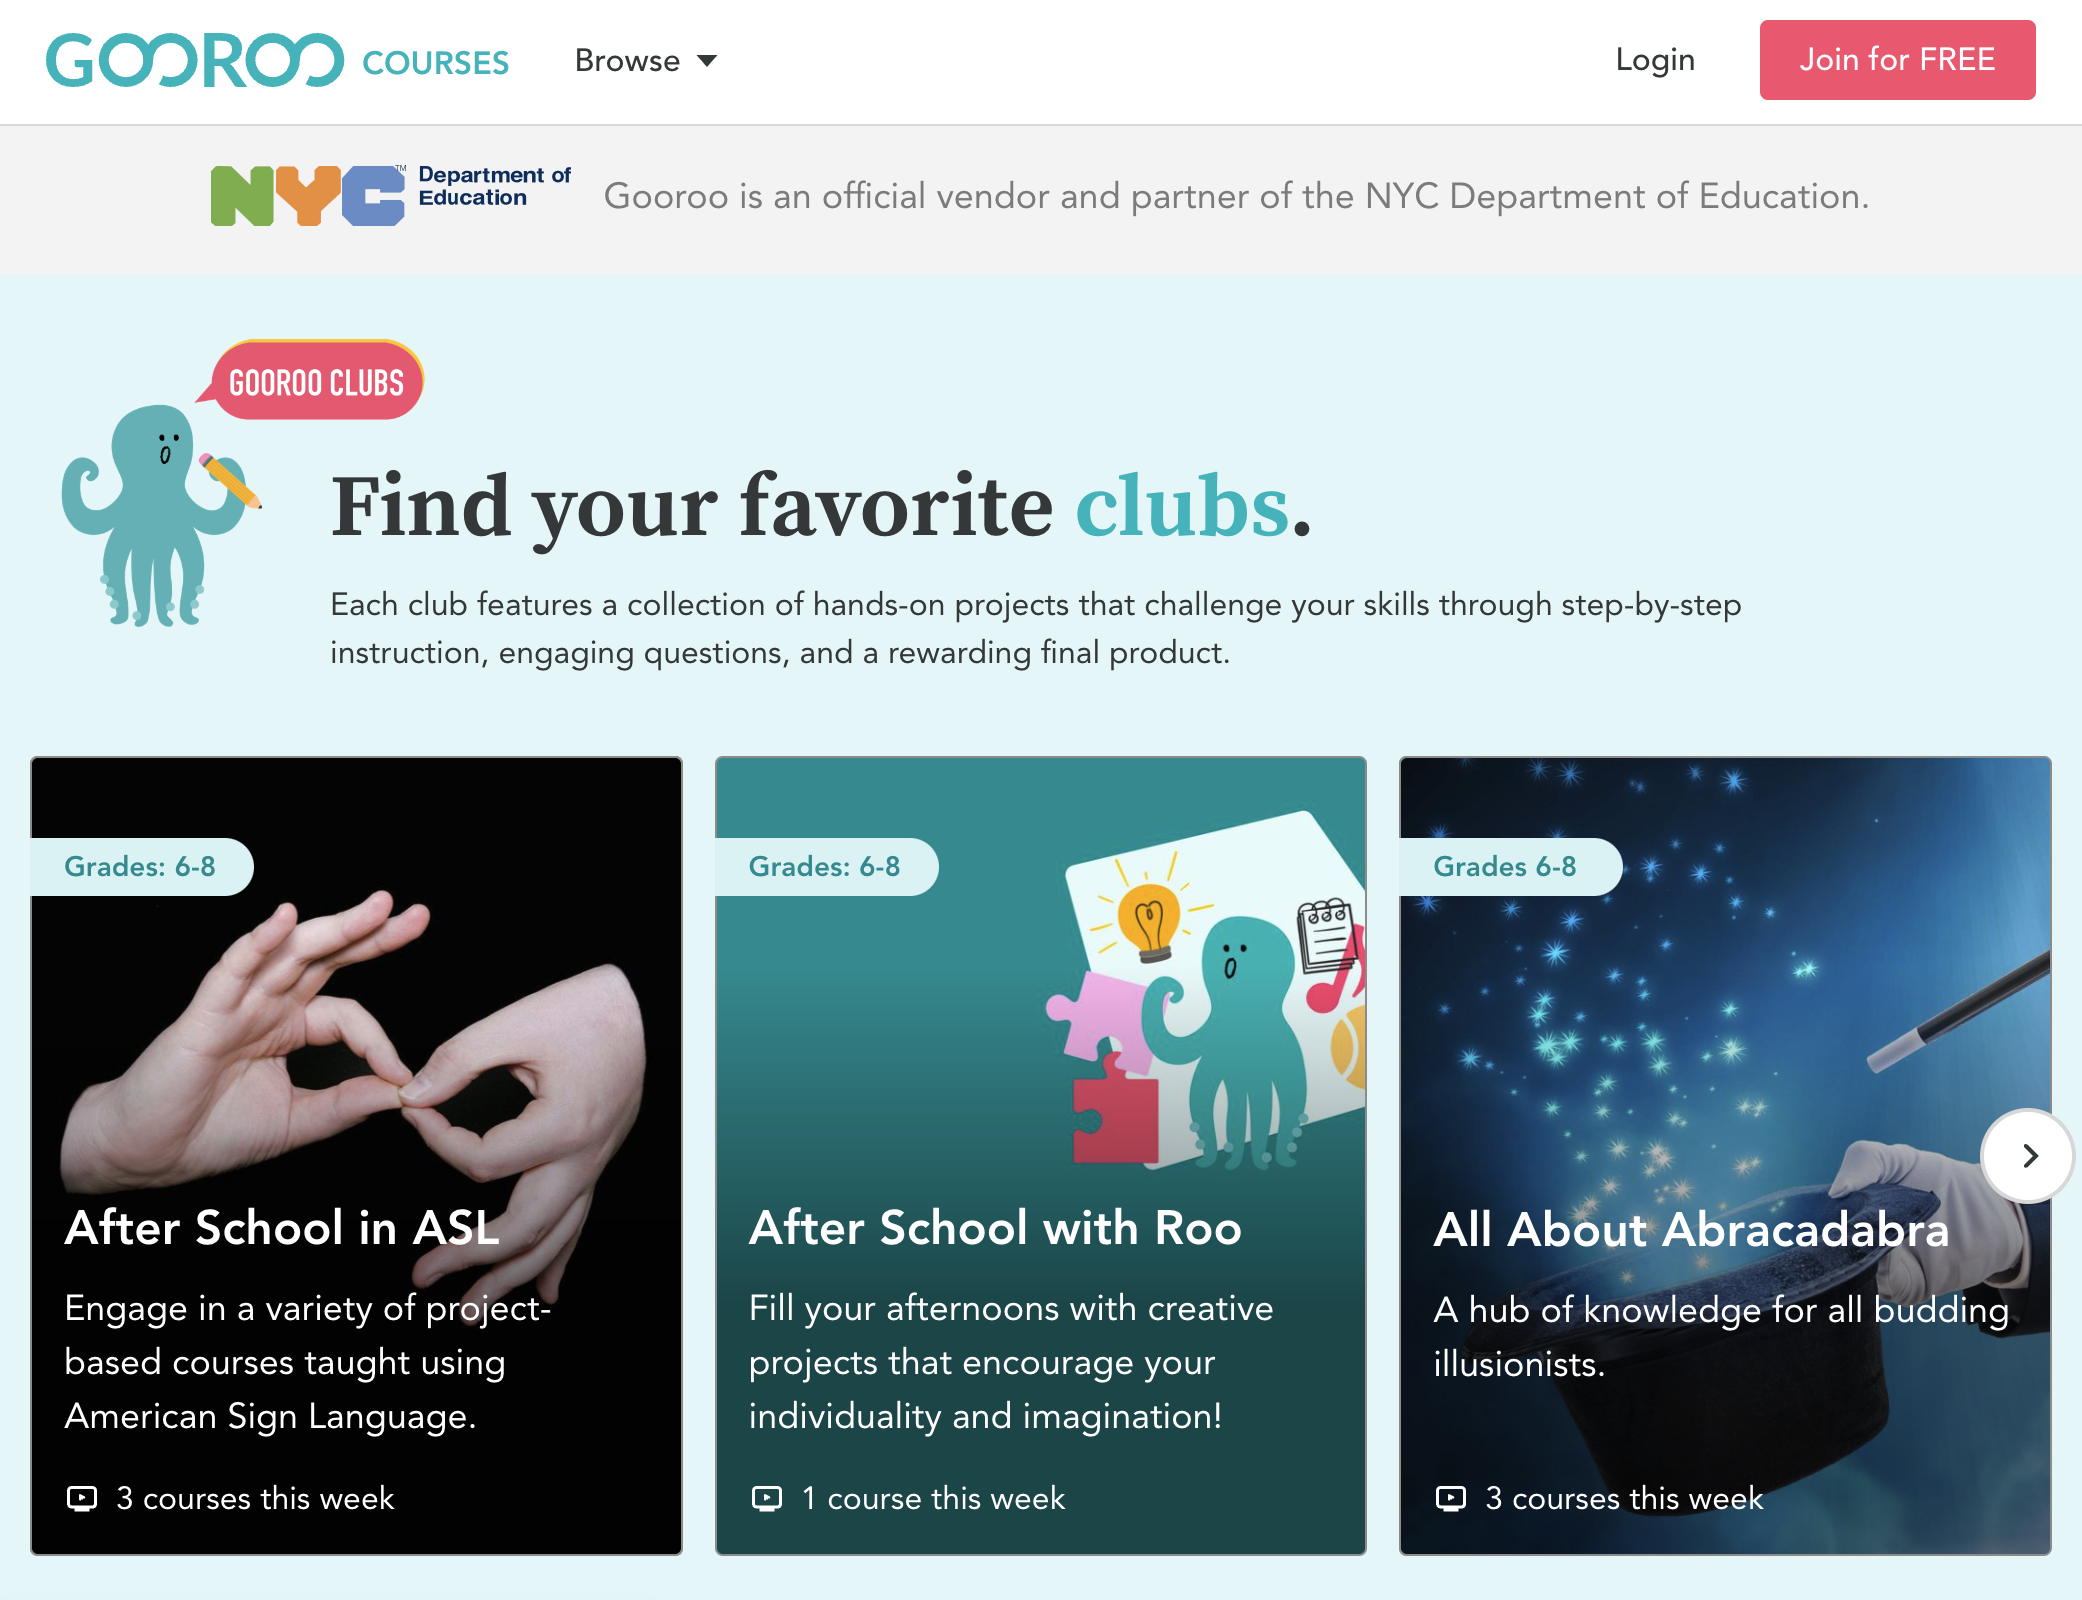 GOOROO COURSES
Browse
Login
Join for FREE
NYC™
Department of
Education
Gooroo is an official vendor and partner of the NYC Department of Education.
GOOROO CLUBS
Find your favorite clubs.
Each club features a collection of hands-on projects that challenge your skills through step-by-step
instruction, engaging questions, and a rewarding final product.
Grades: 6-8
After School in ASL
Engage in a variety of project-
based courses taught using
American Sign Language.
3 courses this week
Grades: 6-8
After School with Roo
Fill your afternoons with creative
projects that encourage your
individuality and imagination!
1 course this week
Grades 6-8
All About Abracadabra
A hub of knowledge for all budding
illusionists.
3 courses this week